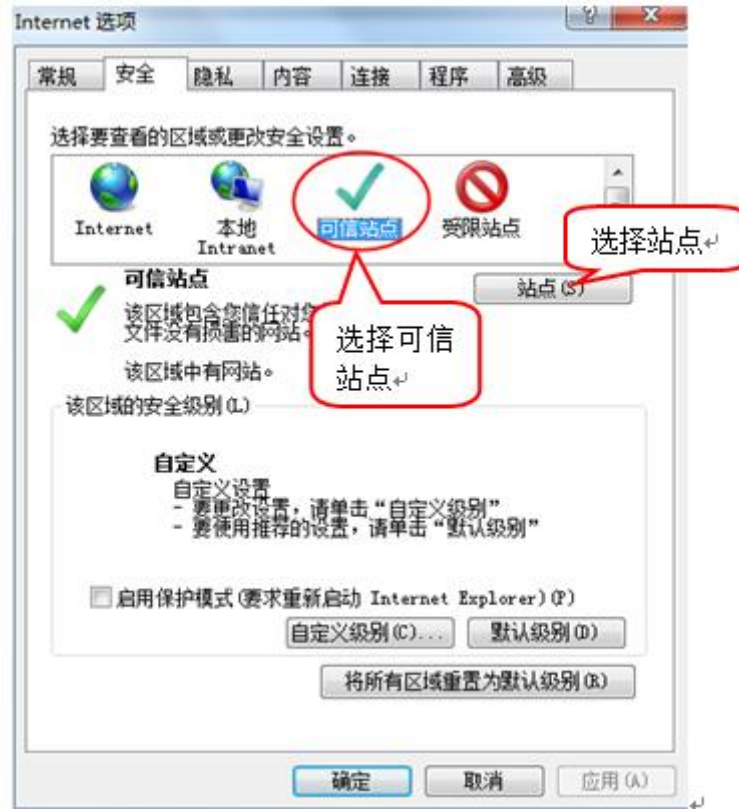 Internet 选项
常规 安全 隐私 内容 连接 程序 高级
选择要查看的区域或更改安全设置。
Internet 本地 Intranet 可信站点 受限站点
选择站点
可信站点
站点(S)
该区域包含您信任对您
文件没有损害的网站。
选择可信
站点
该区域中有网站。
该区域的安全级别(L)
自定义
自定义设置
- 要更改设置，请单击“自定义级别”
- 要使用推荐的设置，请单击“默认级别”
启用保护模式(要求重新启动 Internet Explorer)(P)
自定义级别(C)... 默认级别(D)
将所有区域重置为默认级别(R)
确定 取消 应用(A)